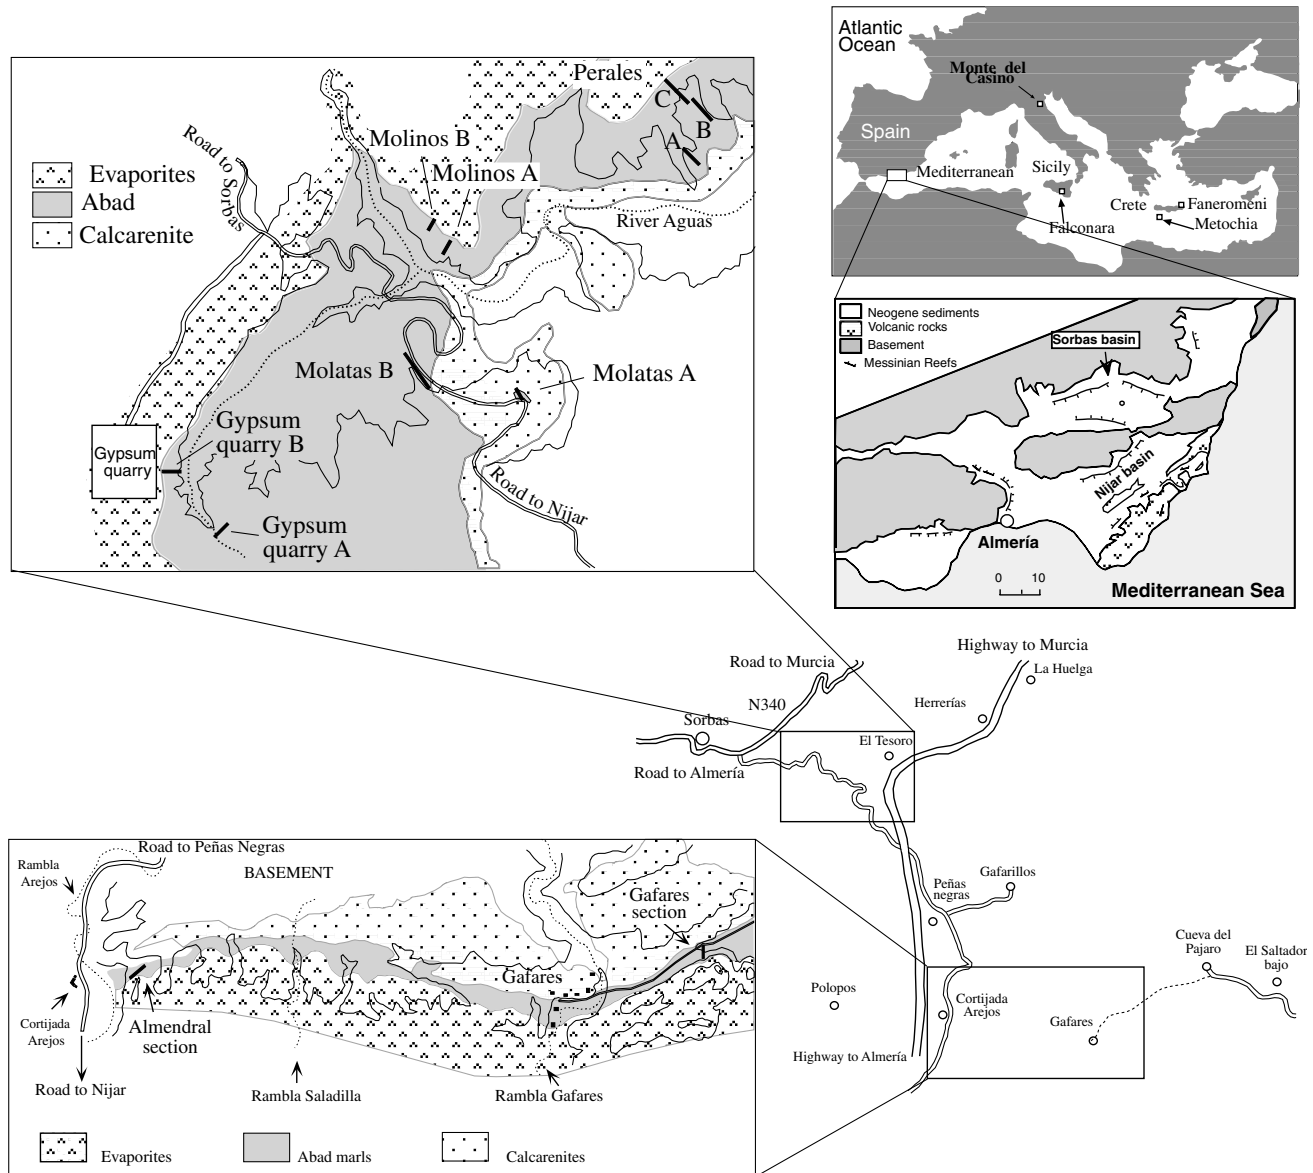 Perales
C
B
A
Molinos B
Molinos A
Road to Sorbas
Evaporites
Abad
Calcarenite
River Aguas
Molatas B
Molatas A
Gypsum
quarry B
Gypsum
quarry
Road to Nijar
Gypsum
quarry A
Atlantic
Ocean
Monte del
Casino
Spain
Mediterranean
Sicily
Crete
Faneromeni
Falconara
Metochia
Neogene sediments
Volcanic rocks
Basement
Messinian Reefs
Sorbas basin
Nijar basin
Almería
0 10
Mediterranean Sea
Highway to Murcia
Road to Murcia
La Huelga
N340
Herrerías
Sorbas
El Tesoro
Road to Almería
Peñas
negras
Gafarillos
Cueva del
Pajaro
El Saltador
bajo
Polopos
Cortijada
Arejos
Gafares
Highway to Almería
Road to Peñas Negras
Rambla
Arejos
BASEMENT
Gafares
section
Gafares
Cortijada
Arejos
Almendral
section
Road to Nijar
Rambla Saladilla
Rambla Gafares
Evaporites
Abad marls
Calcarenites